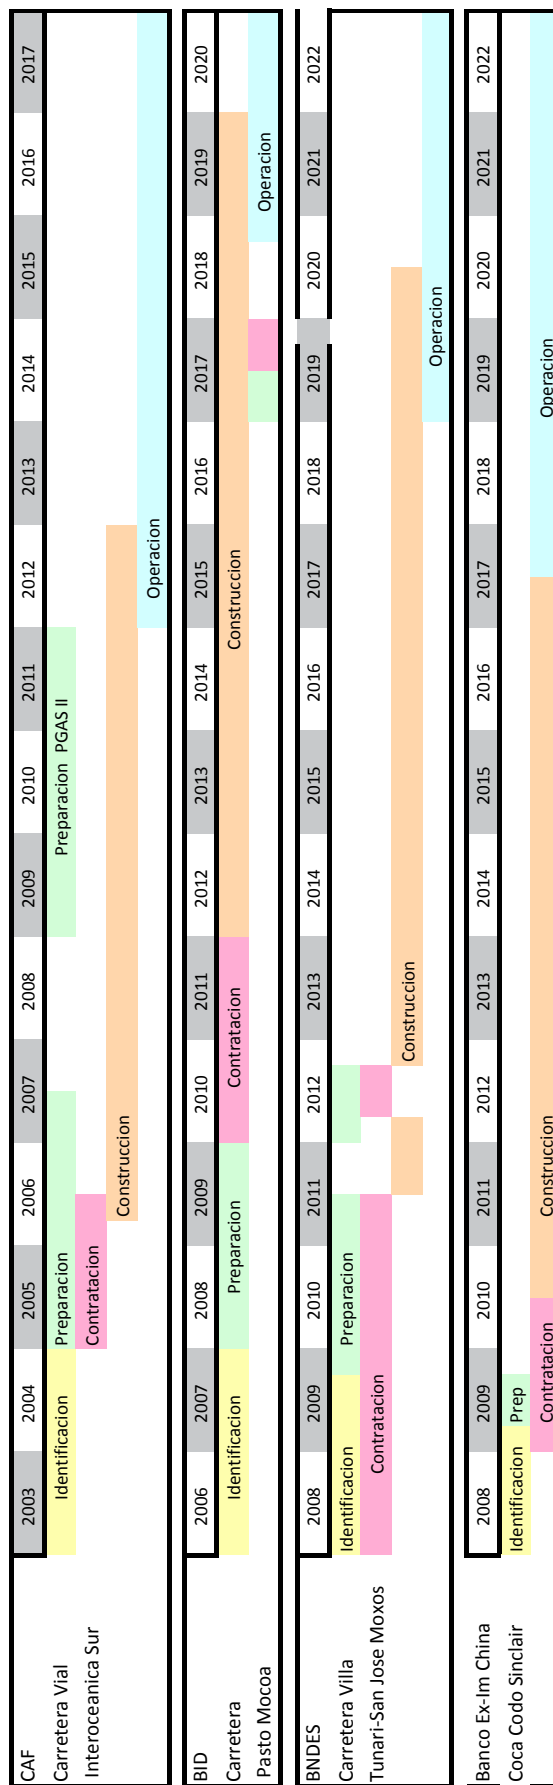 CAF 2003 2004 2005 2006 2007 2008 2009 2010 2011 2012 2013 2014 2015 2016 2017
Carretera Vial Identificacion Preparacion Preparacion PGAS II
Interoceanica Sur Contratacion
Construccion
Operacion
BID 2006 2007 2008 2009 2010 2011 2012 2013 2014 2015 2016 2017 2018 2019 2020
Carretera Identificacion Preparacion Contratacion Construccion
Pasto Mocoa Operacion
BNDES 2008 2009 2010 2011 2012 2013 2014 2015 2016 2017 2018 2019 2020 2021 2022
Carretera Villa Identificacion Preparacion
Tunari-San Jose Moxos Contratacion
Construccion
Operacion
Banco Ex-Im China 2008 2009 2010 2011 2012 2013 2014 2015 2016 2017 2018 2019 2020 2021 2022
Coca Codo Sinclair Identificacion Prep
Contratacion Construccion Operacion